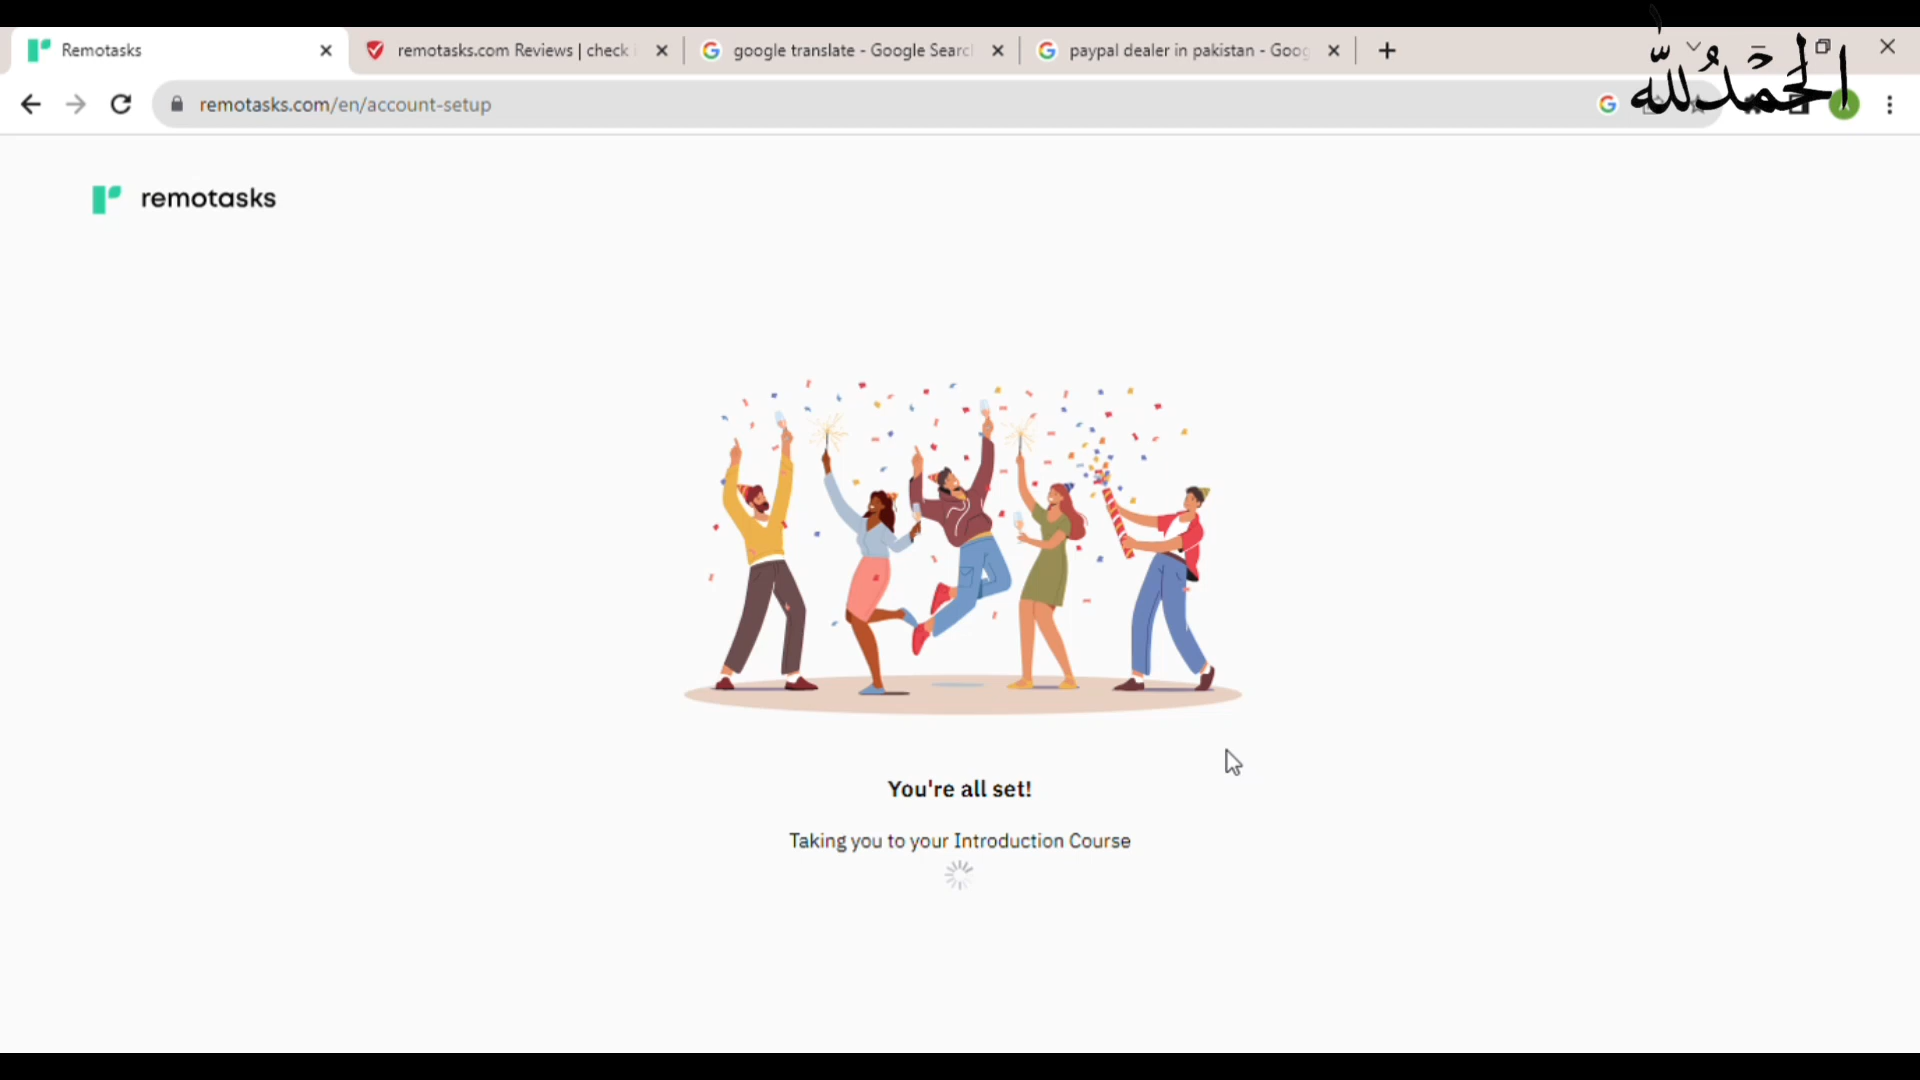 Remotasks
remotasks.com Reviews | check i
google translate - Google Searc
paypal dealer in pakistan - Goog
الحَمْدُ لِلّٰه
remotasks.com/en/account-setup
remotasks
You're all set!
Taking you to your Introduction Course